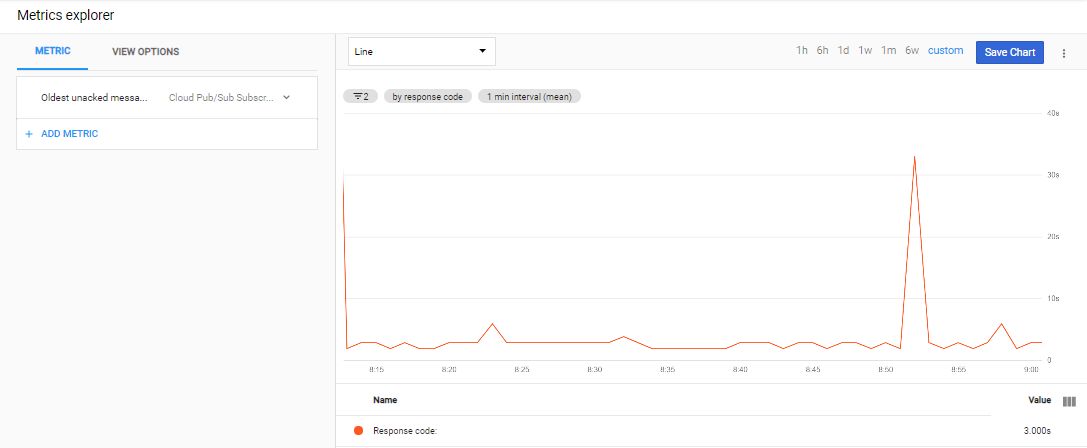 Metrics explorer
METRIC VIEW OPTIONS
Oldest unacked messa... Cloud Pub/Sub Subscr...
+ ADD METRIC
Line
1h 6h 1d 1w 1m 6w custom Save Chart
2 by response code 1 min interval (mean)
40s
30s
20s
10s
0
8:15 8:20 8:25 8:30 8:35 8:40 8:45 8:50 8:55 9:00
Name Value
Response code: 3.000s